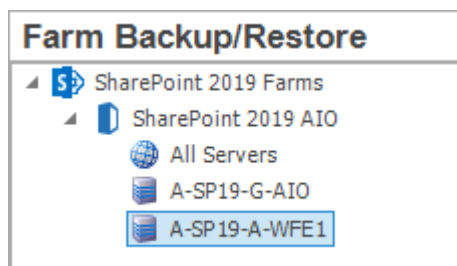 Farm Backup/Restore
SharePoint 2019 Farms
SharePoint 2019 AIO
All Servers
A-SP19-G-AIO
A-SP19-A-WFE1